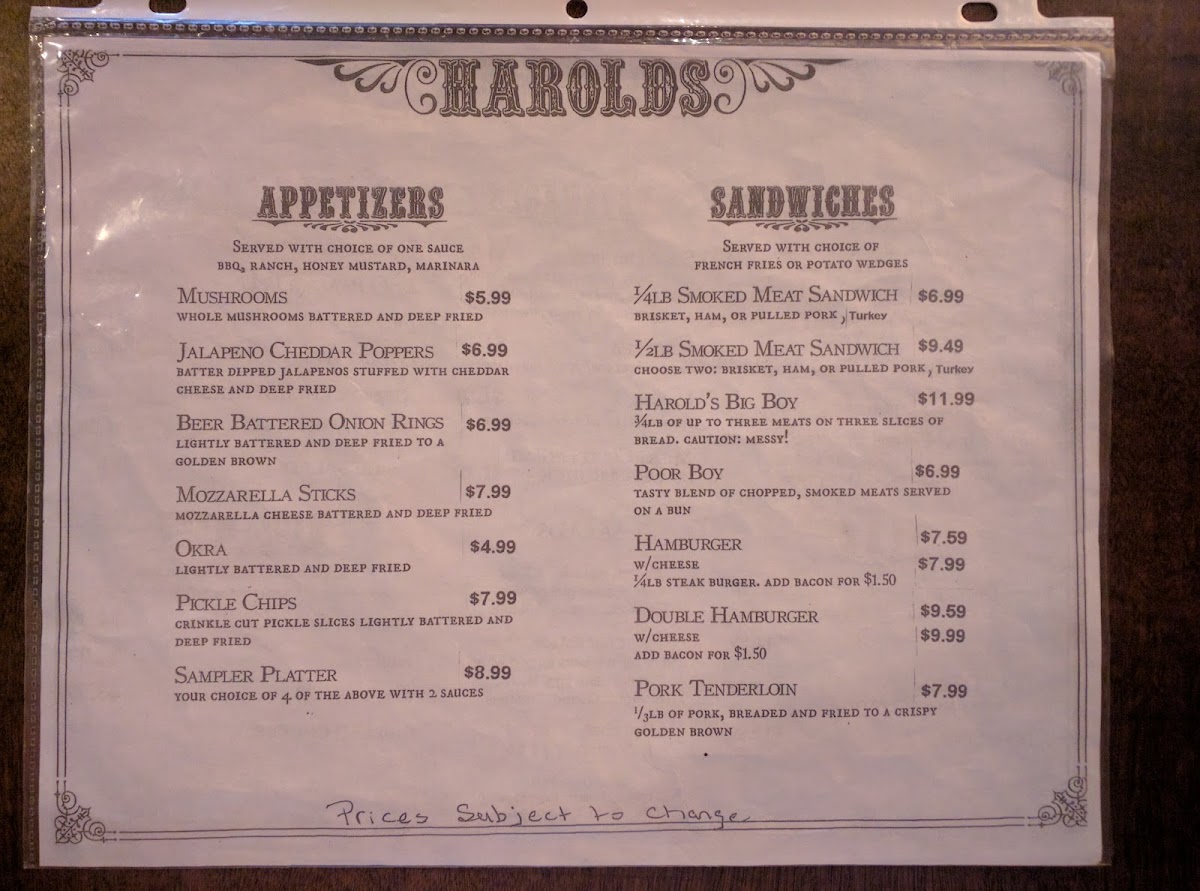 HAROLDS
APPETIZERS
SERVED WITH CHOICE OF ONE SAUCE
BBQ, RANCH, HONEY MUSTARD, MARINARA
MUSHROOMS $5.99
WHOLE MUSHROOMS BATTERED AND DEEP FRIED
JALAPENO CHEDDAR POPPERS $6.99
BATTER DIPPED JALAPENOS STUFFED WITH CHEDDAR
CHEESE AND DEEP FRIED
BEER BATTERED ONION RINGS $6.99
LIGHTLY BATTERED AND DEEP FRIED TO A
GOLDEN BROWN
MOZZARELLA STICKS $7.99
MOZZARELLA CHEESE BATTERED AND DEEP FRIED
OKRA $4.99
LIGHTLY BATTERED AND DEEP FRIED
PICKLE CHIPS $7.99
CRINKLE CUT PICKLE SLICES LIGHTLY BATTERED AND
DEEP FRIED
SAMPLER PLATTER $8.99
YOUR CHOICE OF 4 OF THE ABOVE WITH 2 SAUCES
SANDWICHES
SERVED WITH CHOICE OF
FRENCH FRIES OR POTATO WEDGES
¼LB SMOKED MEAT SANDWICH $6.99
BRISKET, HAM, OR PULLED PORK, Turkey
½LB SMOKED MEAT SANDWICH $9.49
CHOOSE TWO: BRISKET, HAM, OR PULLED PORK, Turkey
HAROLD'S BIG BOY $11.99
¾LB OF UP TO THREE MEATS ON THREE SLICES OF
BREAD. CAUTION: MESSY!
POOR BOY $6.99
TASTY BLEND OF CHOPPED, SMOKED MEATS SERVED
ON A BUN
HAMBURGER $7.59
W/CHEESE $7.99
¼LB STEAK BURGER. ADD BACON FOR $1.50
DOUBLE HAMBURGER $9.59
W/CHEESE $9.99
ADD BACON FOR $1.50
PORK TENDERLOIN $7.99
⅓LB OF PORK, BREADED AND FRIED TO A CRISPY
GOLDEN BROWN
Prices Subject to change